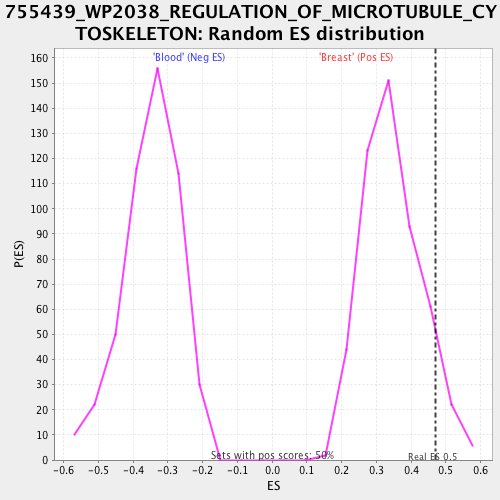 755439_WP2038_REGULATION_OF_MICROTUBULE_CY
TOSKELETON: Random ES distribution
'Blood' (Neg ES) 'Breast' (Pos ES)
160
150
140
130
120
110
100
90
80
70
60
50
40
30
20
10
0
P(ES)
Sets with pos scores: 50%
Real ES 0.5
-0.6 -0.5 -0.4 -0.3 -0.2 -0.1 0.0 0.1 0.2 0.3 0.4 0.5 0.6
ES